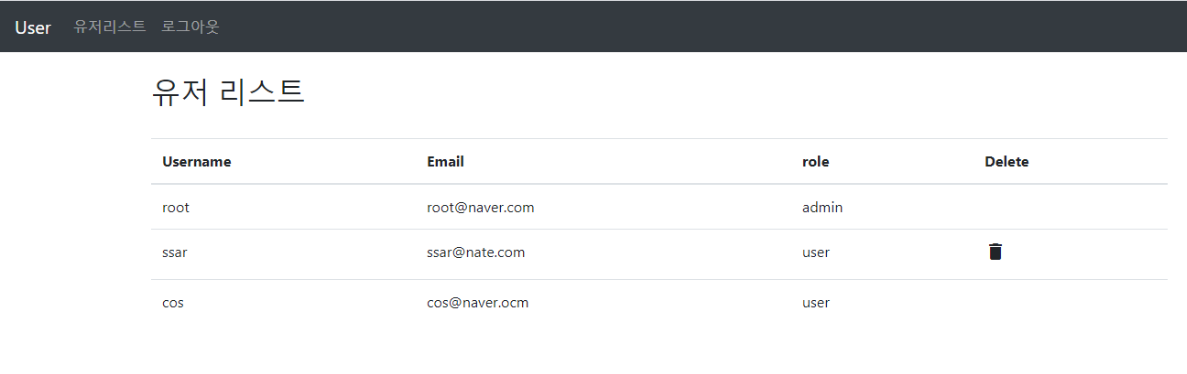 User 유저리스트 로그아웃
유저 리스트
Username Email role Delete
root root@naver.com admin
ssar ssar@nate.com user
cos cos@naver.ocm user